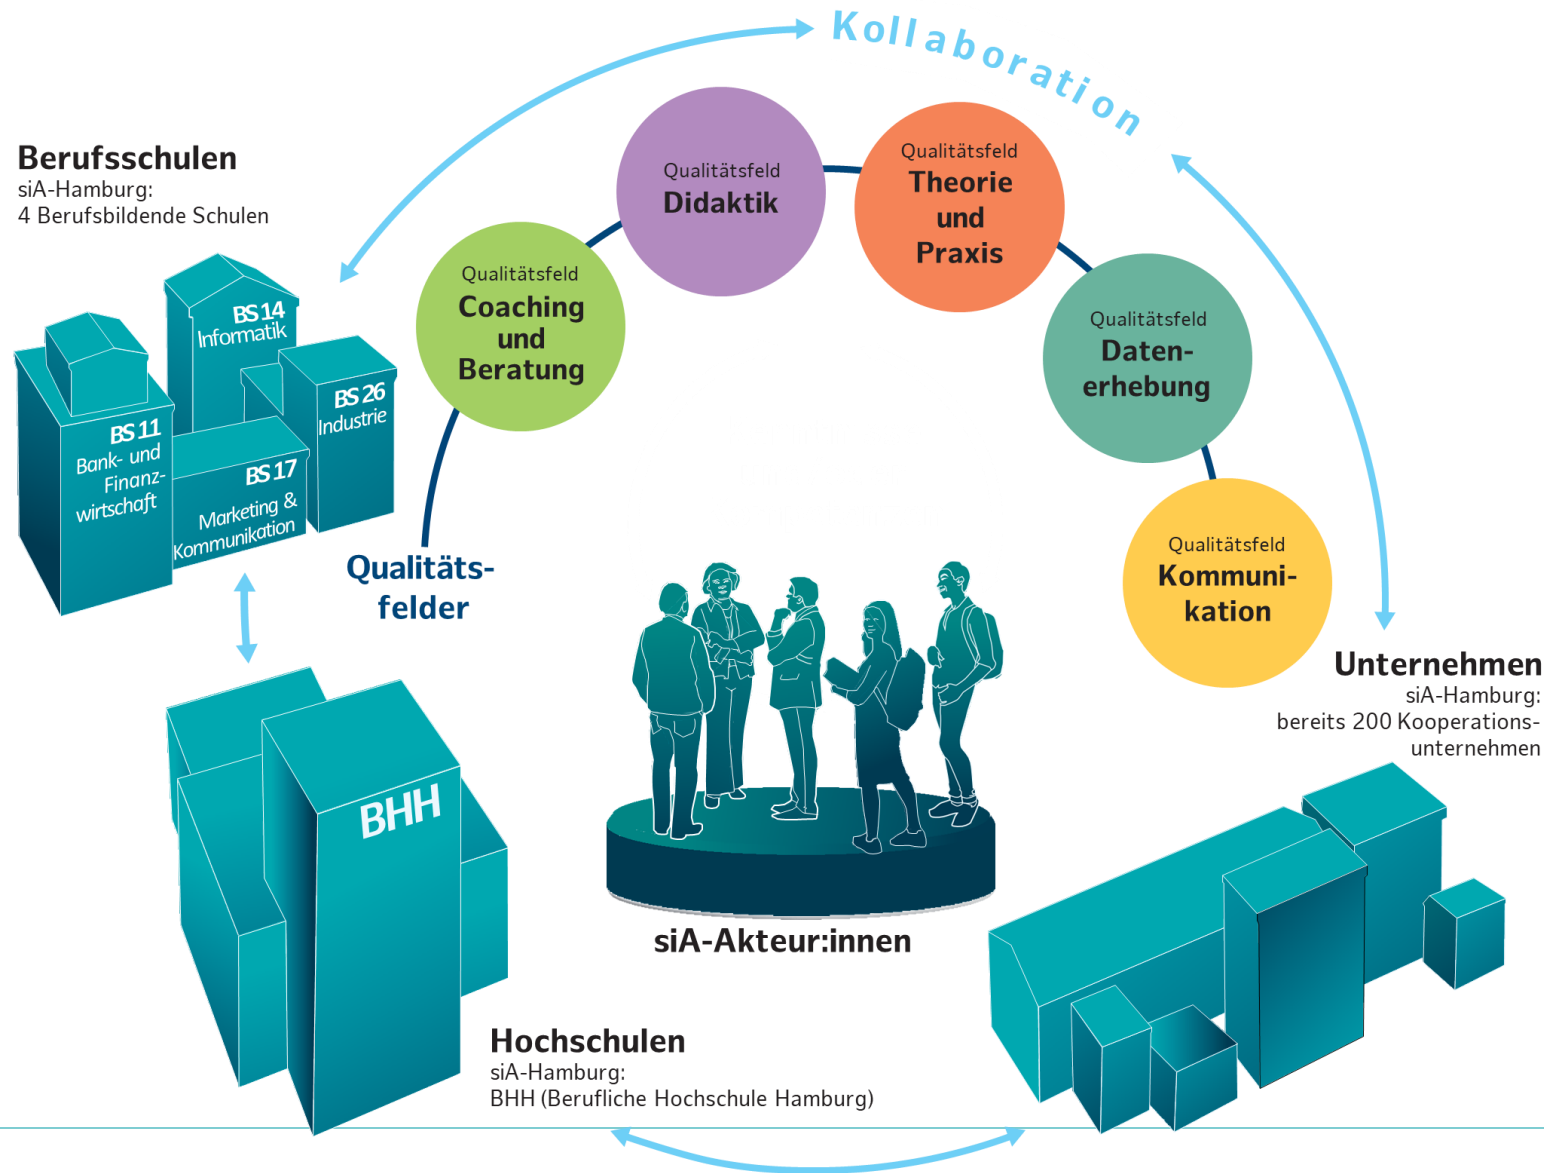 Kollaboration
Berufsschulen
siA-Hamburg:
4 Berufsbildende Schulen
BS 14
Informatik
BS 26
Industrie
BS 11
Bank- und
Finanz-
wirtschaft
BS 17
Marketing &
Kommunikation
Qualitäts-
felder
Qualitätsfeld
Coaching
und
Beratung
Qualitätsfeld
Didaktik
Qualitätsfeld
Theorie
und
Praxis
Qualitätsfeld
Daten-
erhebung
Qualitätsfeld
Kommuni-
kation
Unternehmen
siA-Hamburg:
bereits 200 Kooperations-
unternehmen
BHH
siA-Akteur:innen
Hochschulen
siA-Hamburg:
BHH (Berufliche Hochschule Hamburg)